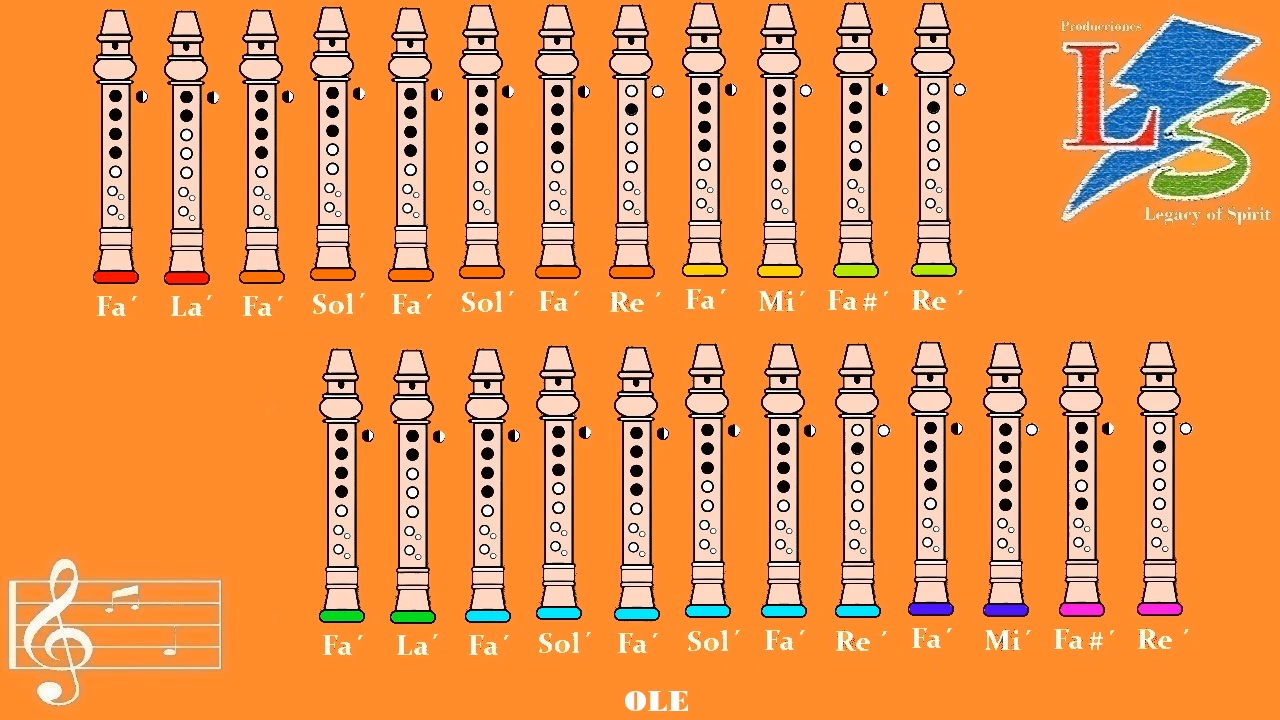 Producciones
LS
Legacy of Spirit
Fa´ La´ Fa´ Sol´ Fa´ Sol´ Fa´ Re ´ Fa´ Mi´ Fa#´ Re ´
Fa´ La´ Fa´ Sol´ Fa´ Sol´ Fa´ Re ´ Fa´ Mi´ Fa#´ Re ´
OLE